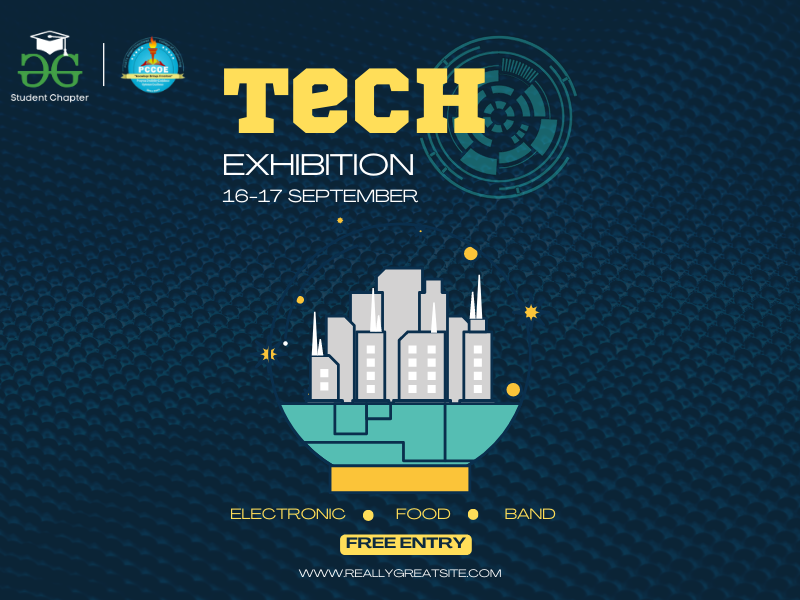 Student Chapter
PCCOE
TECH
EXHIBITION
16-17 SEPTEMBER
ELECTRONIC
FOOD
BAND
FREE ENTRY
WWW.REALLYGREATSITE.COM